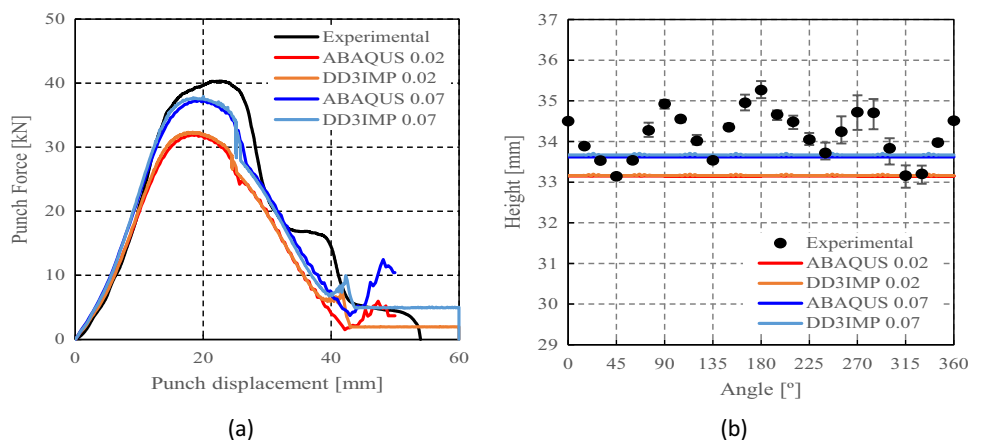 50
40
30
20
10
0
Punch Force [kN]
0 20 40 60
Punch displacement [mm]
Experimental
ABAQUS 0.02
DD3IMP 0.02
ABAQUS 0.07
DD3IMP 0.07
(a)
37
36
35
34
33
32
31
30
29
Height [mm]
Experimental
ABAQUS 0.02
DD3IMP 0.02
ABAQUS 0.07
DD3IMP 0.07
0 45 90 135 180 225 270 315 360
Angle [º]
(b)